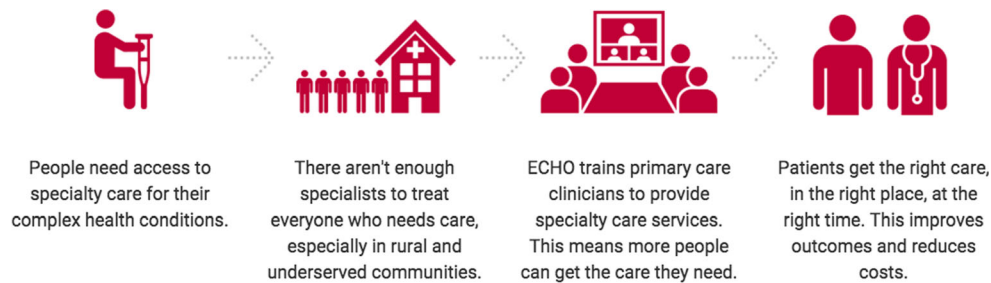 People need access to
specialty care for their
complex health conditions.
There aren't enough
specialists to treat
everyone who needs care,
especially in rural and
underserved communities.
ECHO trains primary care
clinicians to provide
specialty care services.
This means more people
can get the care they need.
Patients get the right care,
in the right place, at the
right time. This improves
outcomes and reduces
costs.